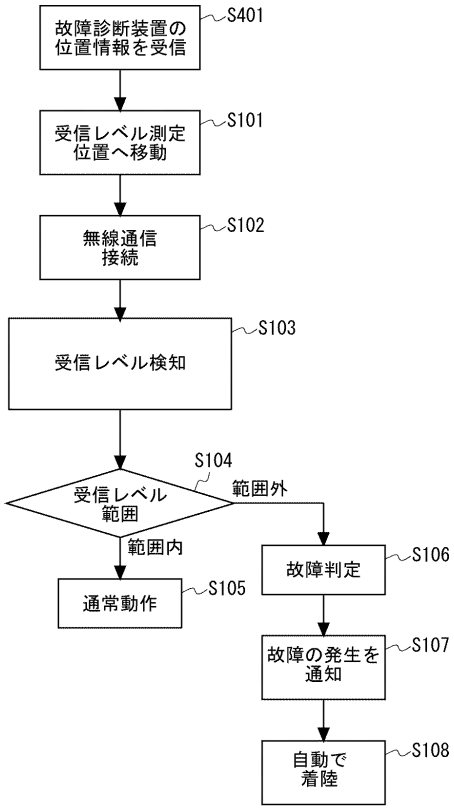 故障診断装置の
位置情報を受信
S401
受信レベル測定
位置へ移動
S101
無線通信
接続
S102
受信レベル検知
S103
受信レベル
範囲
S104
範囲外
範囲内
通常動作
S105
故障判定
S106
故障の発生を
通知
S107
自動で
着陸
S108